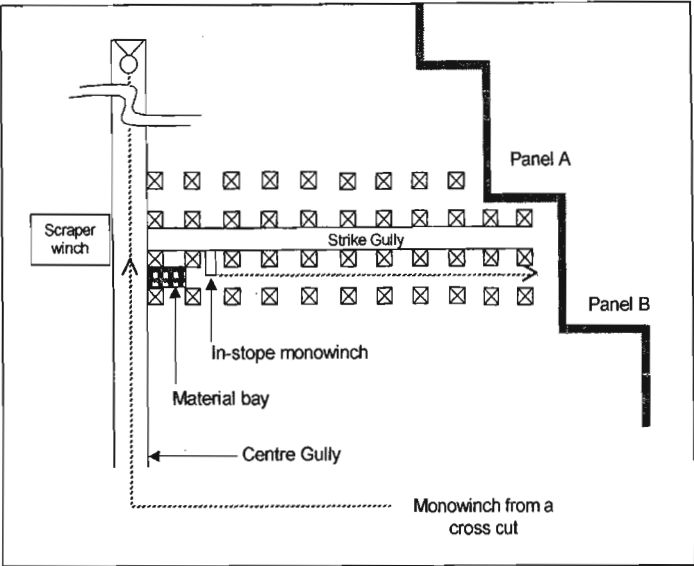 Panel A
Scraper
winch
Strike Gully
Panel B
In-stope monowinch
Material bay
Centre Gully
Monowinch from a
cross cut